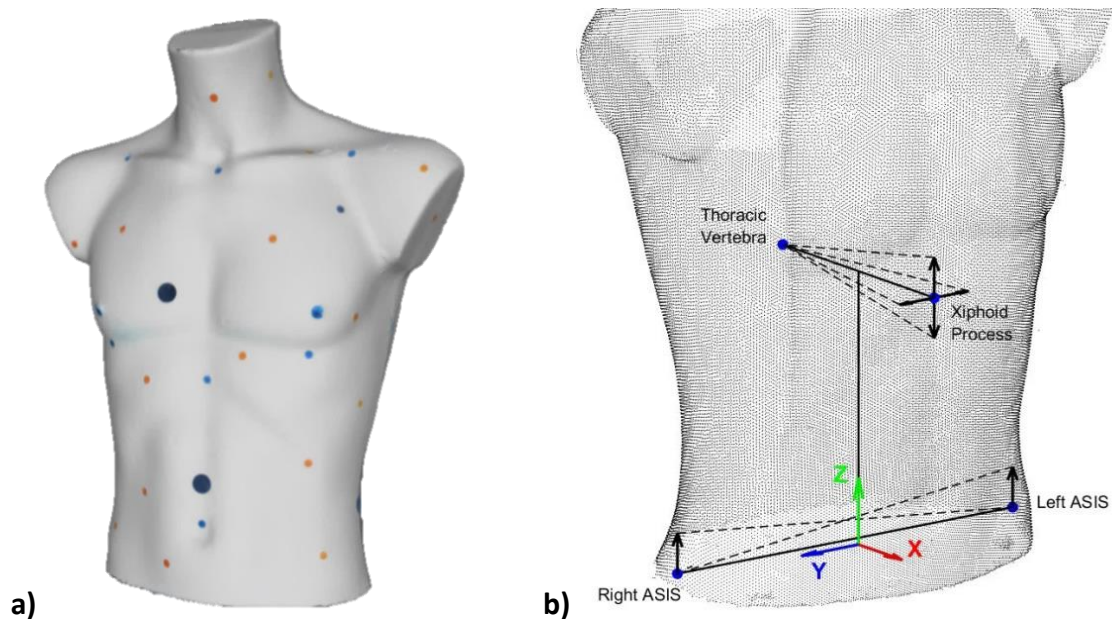 Thoracic
Vertebra
Xiphoid
Process
Z
Left ASIS
X
Y
Right ASIS
a)
b)